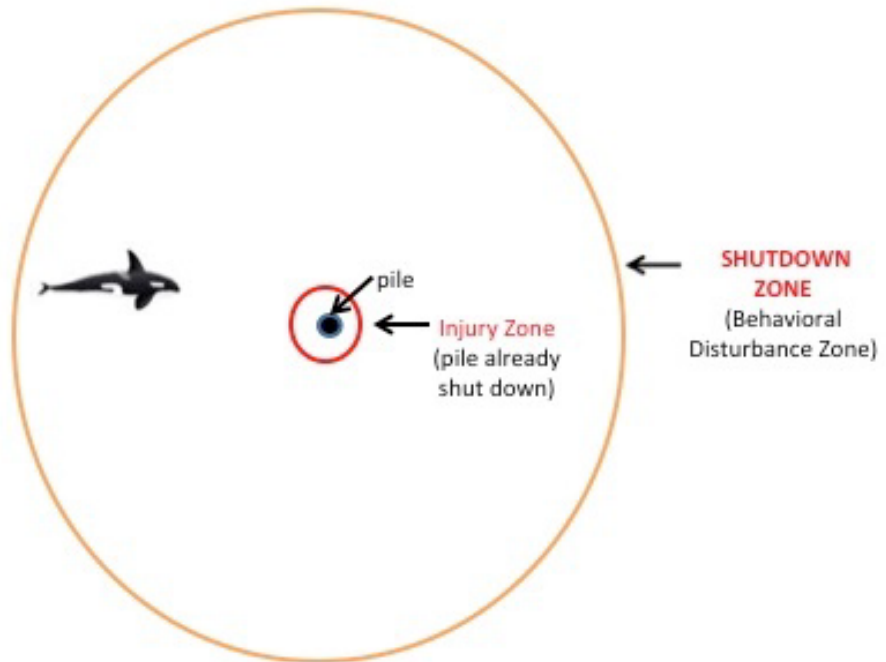 pile
Injury Zone
(pile already
shut down)
SHUTDOWN
ZONE
(Behavioral
Disturbance Zone)